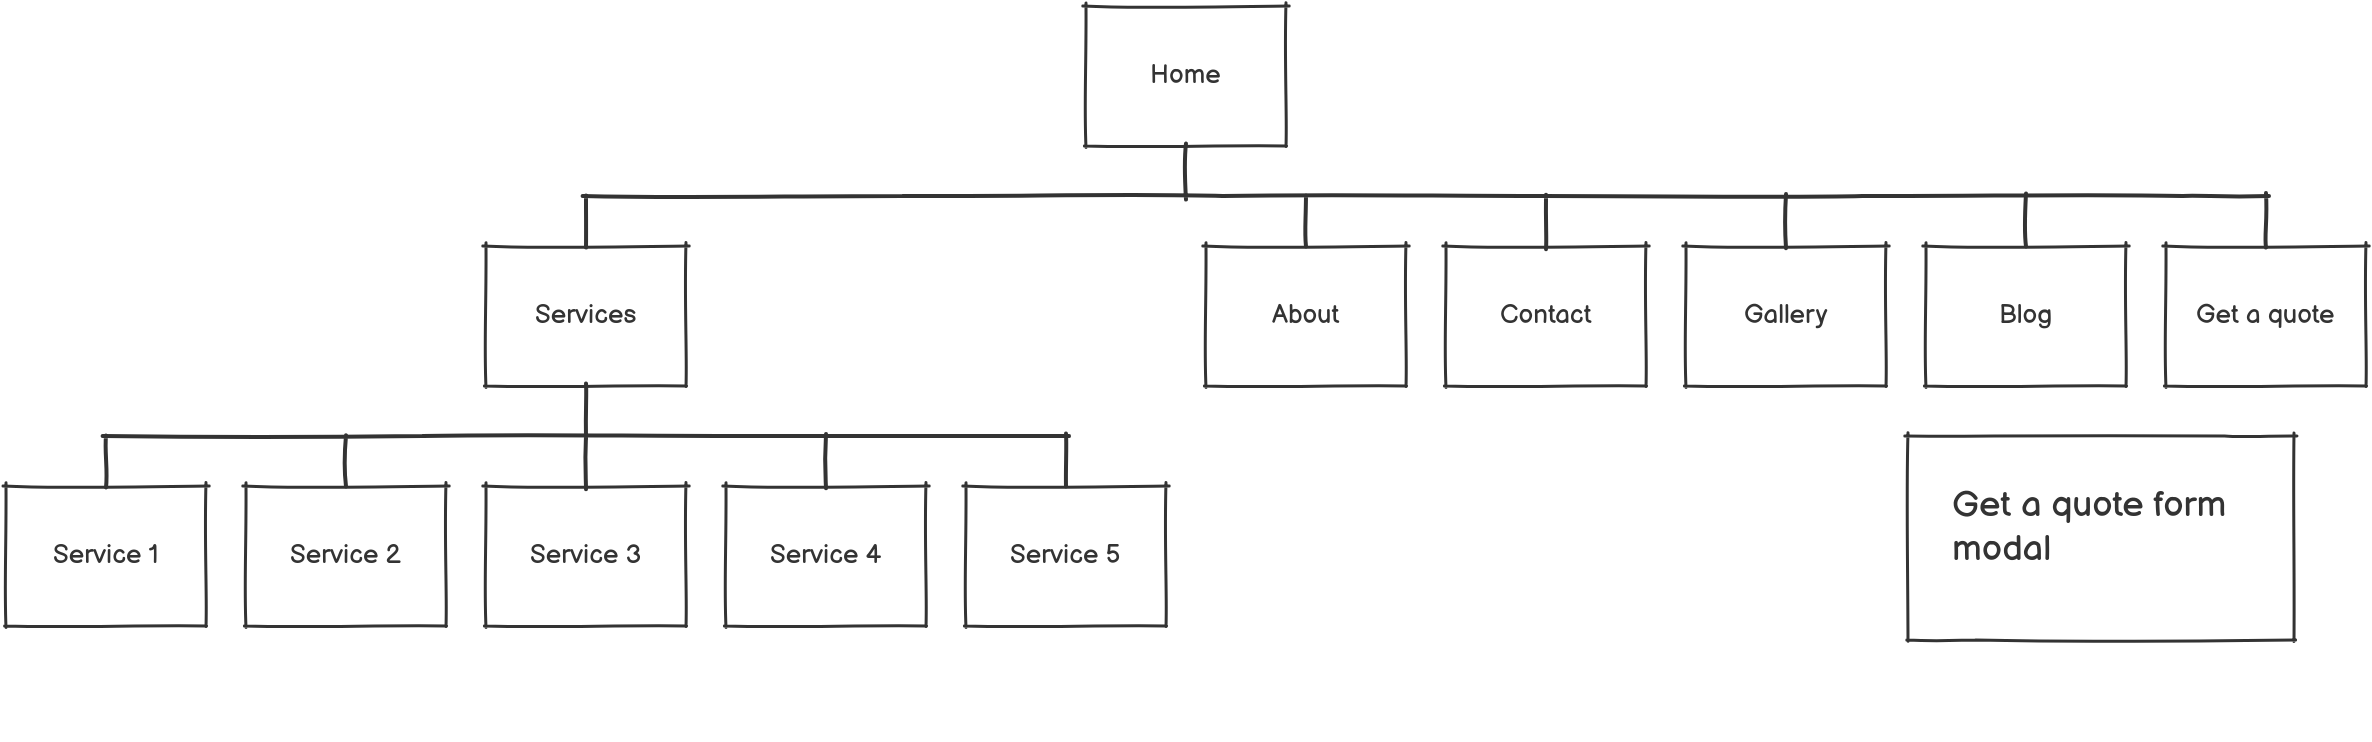 Home
Services
About
Contact
Gallery
Blog
Get a quote
Service 1
Service 2
Service 3
Service 4
Service 5
Get a quote form
modal